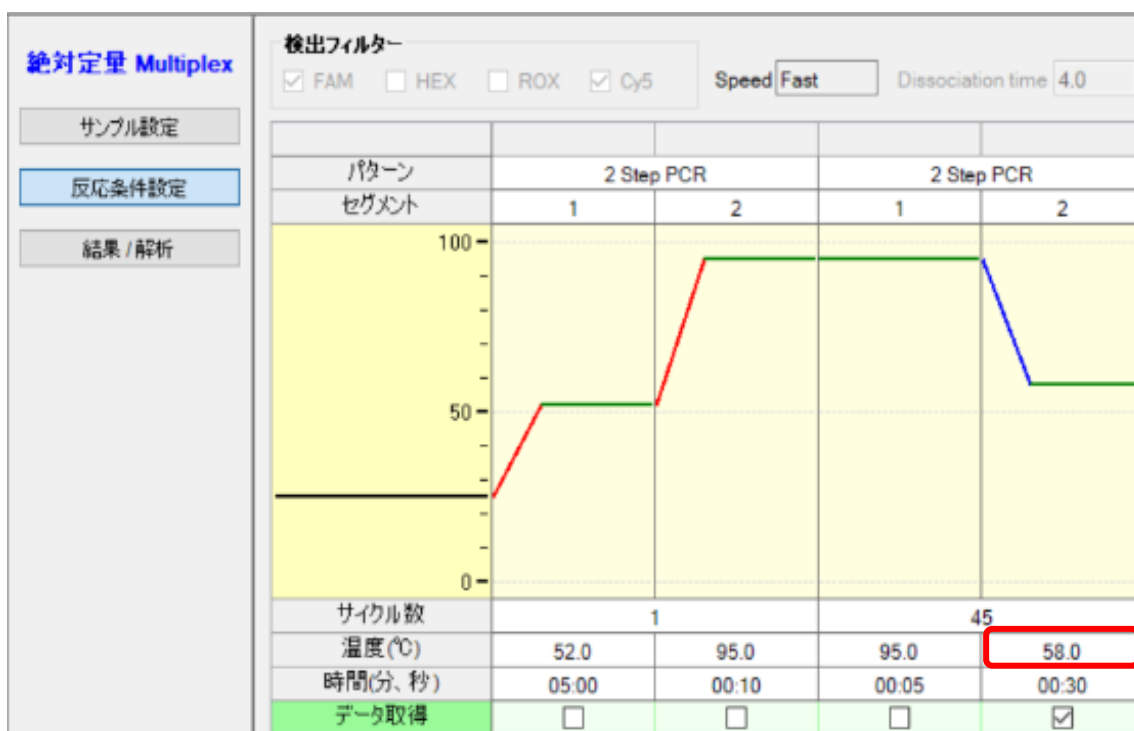 絶対定量 Multiplex
サンプル設定
反応条件設定
結果 / 解析
検出フィルター
FAM HEX ROX Cy5 Speed Fast Dissociation time 4.0
パターン 2 Step PCR 2 Step PCR
セグメント 1 2 1 2
100
50
0
サイクル数 1 45
温度(℃) 52.0 95.0 95.0 58.0
時間(分、秒) 05:00 00:10 00:05 00:30
データ取得